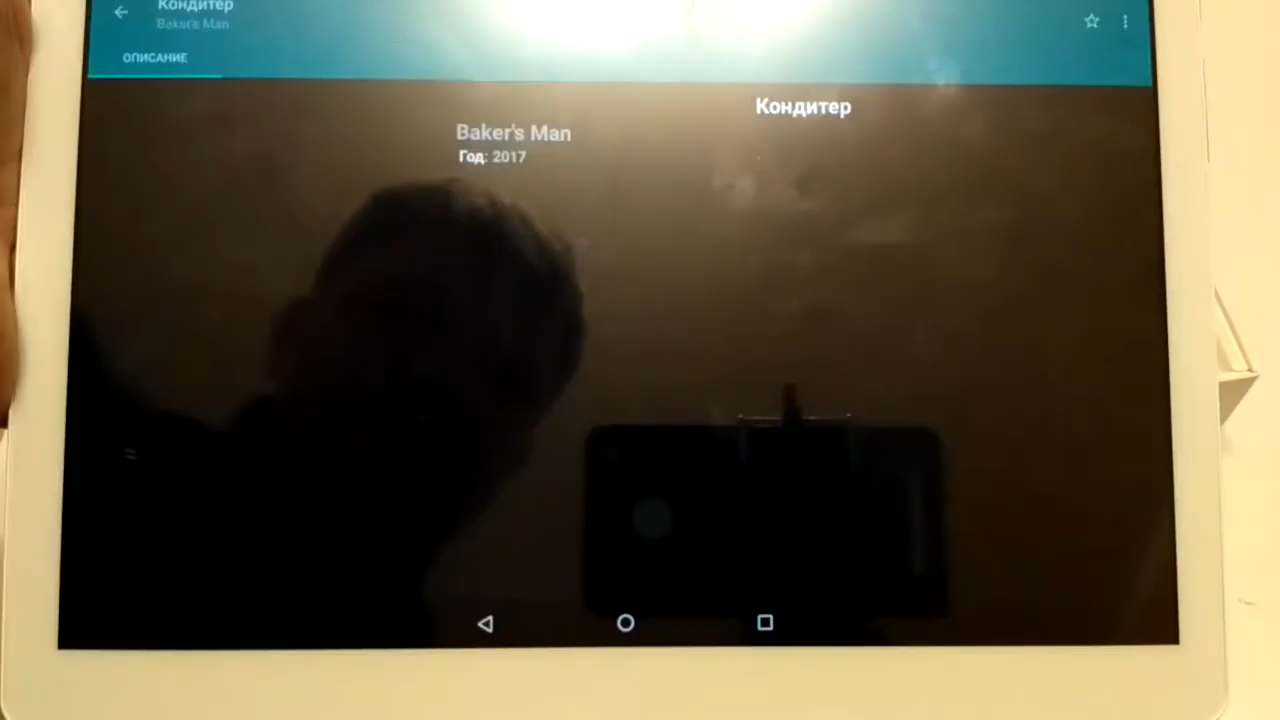 Кондитер
Baker's Man
ОПИСАНИЕ
Кондитер
Baker's Man
Год: 2017